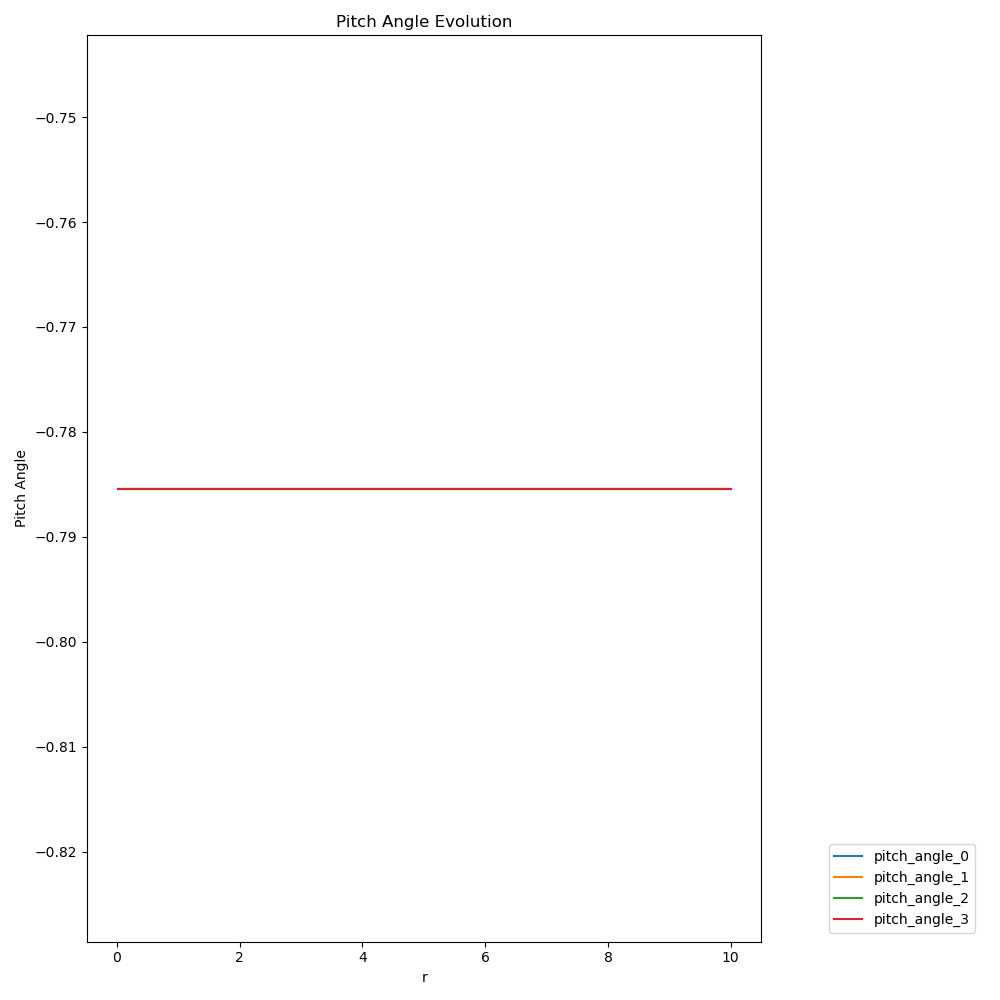 Pitch Angle Evolution
−0.75
−0.76
−0.77
−0.78
−0.79
−0.80
−0.81
−0.82
Pitch Angle
0 2 4 6 8 10
r
pitch_angle_0
pitch_angle_1
pitch_angle_2
pitch_angle_3